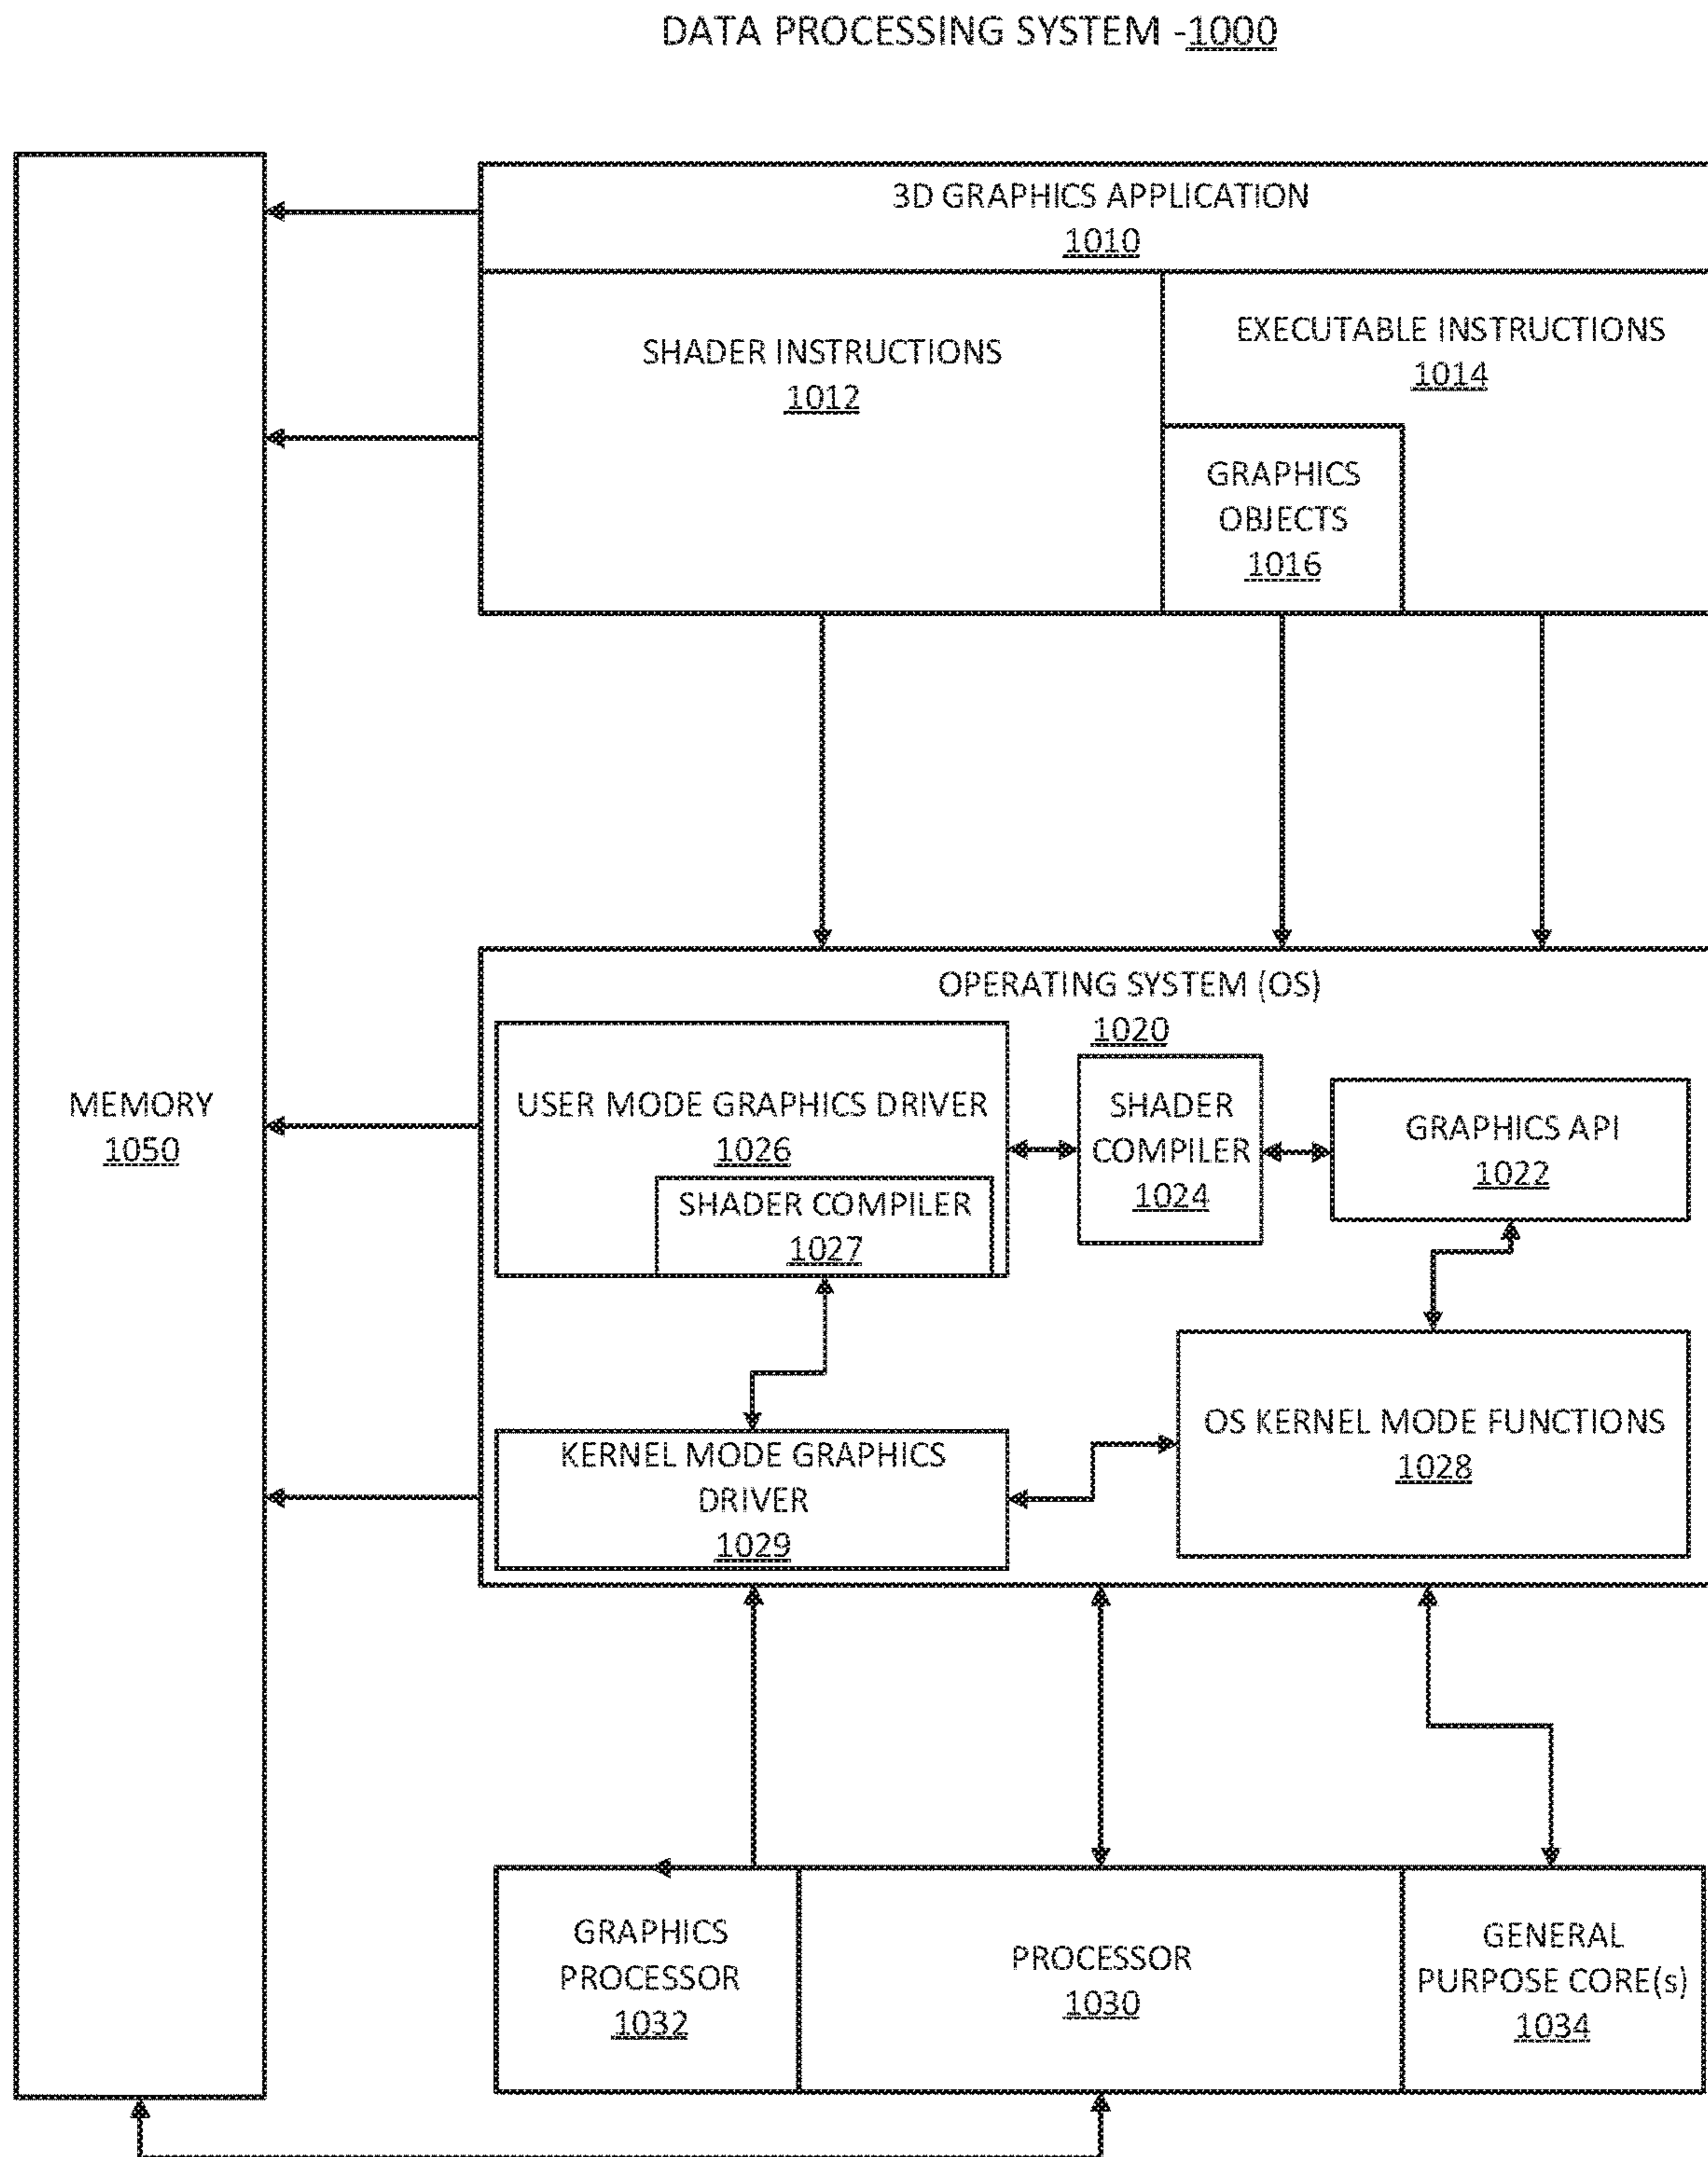 DATA PROCESSING SYSTEM -1000
3D GRAPHICS APPLICATION
1010
SHADER INSTRUCTIONS
1012
EXECUTABLE INSTRUCTIONS
1014
GRAPHICS
OBJECTS
1016
MEMORY
1050
OPERATING SYSTEM (OS)
1020
USER MODE GRAPHICS DRIVER
1026
SHADER COMPILER
1027
SHADER
COMPILER
1024
GRAPHICS API
1022
KERNEL MODE GRAPHICS
DRIVER
1029
OS KERNEL MODE FUNCTIONS
1028
GRAPHICS
PROCESSOR
1032
PROCESSOR
1030
GENERAL
PURPOSE CORE(s)
1034